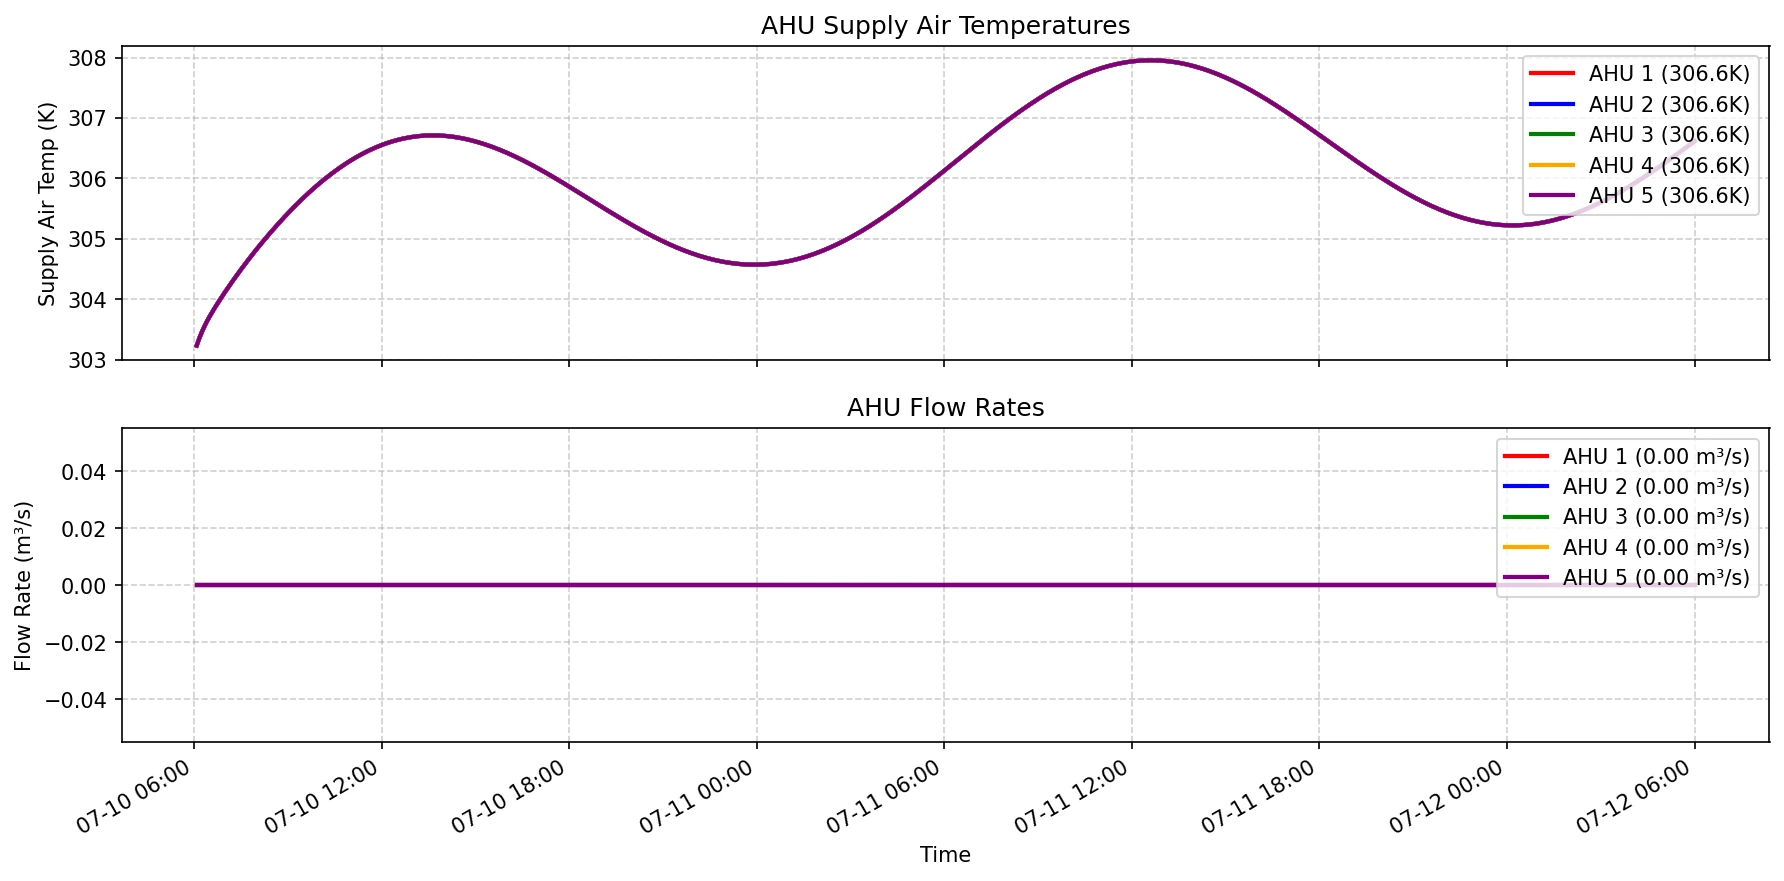 AHU Supply Air Temperatures
Supply Air Temp (K)
308
307
306
305
304
303
AHU 1 (306.6K)
AHU 2 (306.6K)
AHU 3 (306.6K)
AHU 4 (306.6K)
AHU 5 (306.6K)
AHU Flow Rates
Flow Rate (m³/s)
0.04
0.02
0.00
−0.02
−0.04
AHU 1 (0.00 m³/s)
AHU 2 (0.00 m³/s)
AHU 3 (0.00 m³/s)
AHU 4 (0.00 m³/s)
AHU 5 (0.00 m³/s)
07-10 06:00
07-10 12:00
07-10 18:00
07-11 00:00
07-11 06:00
07-11 12:00
07-11 18:00
07-12 00:00
07-12 06:00
Time